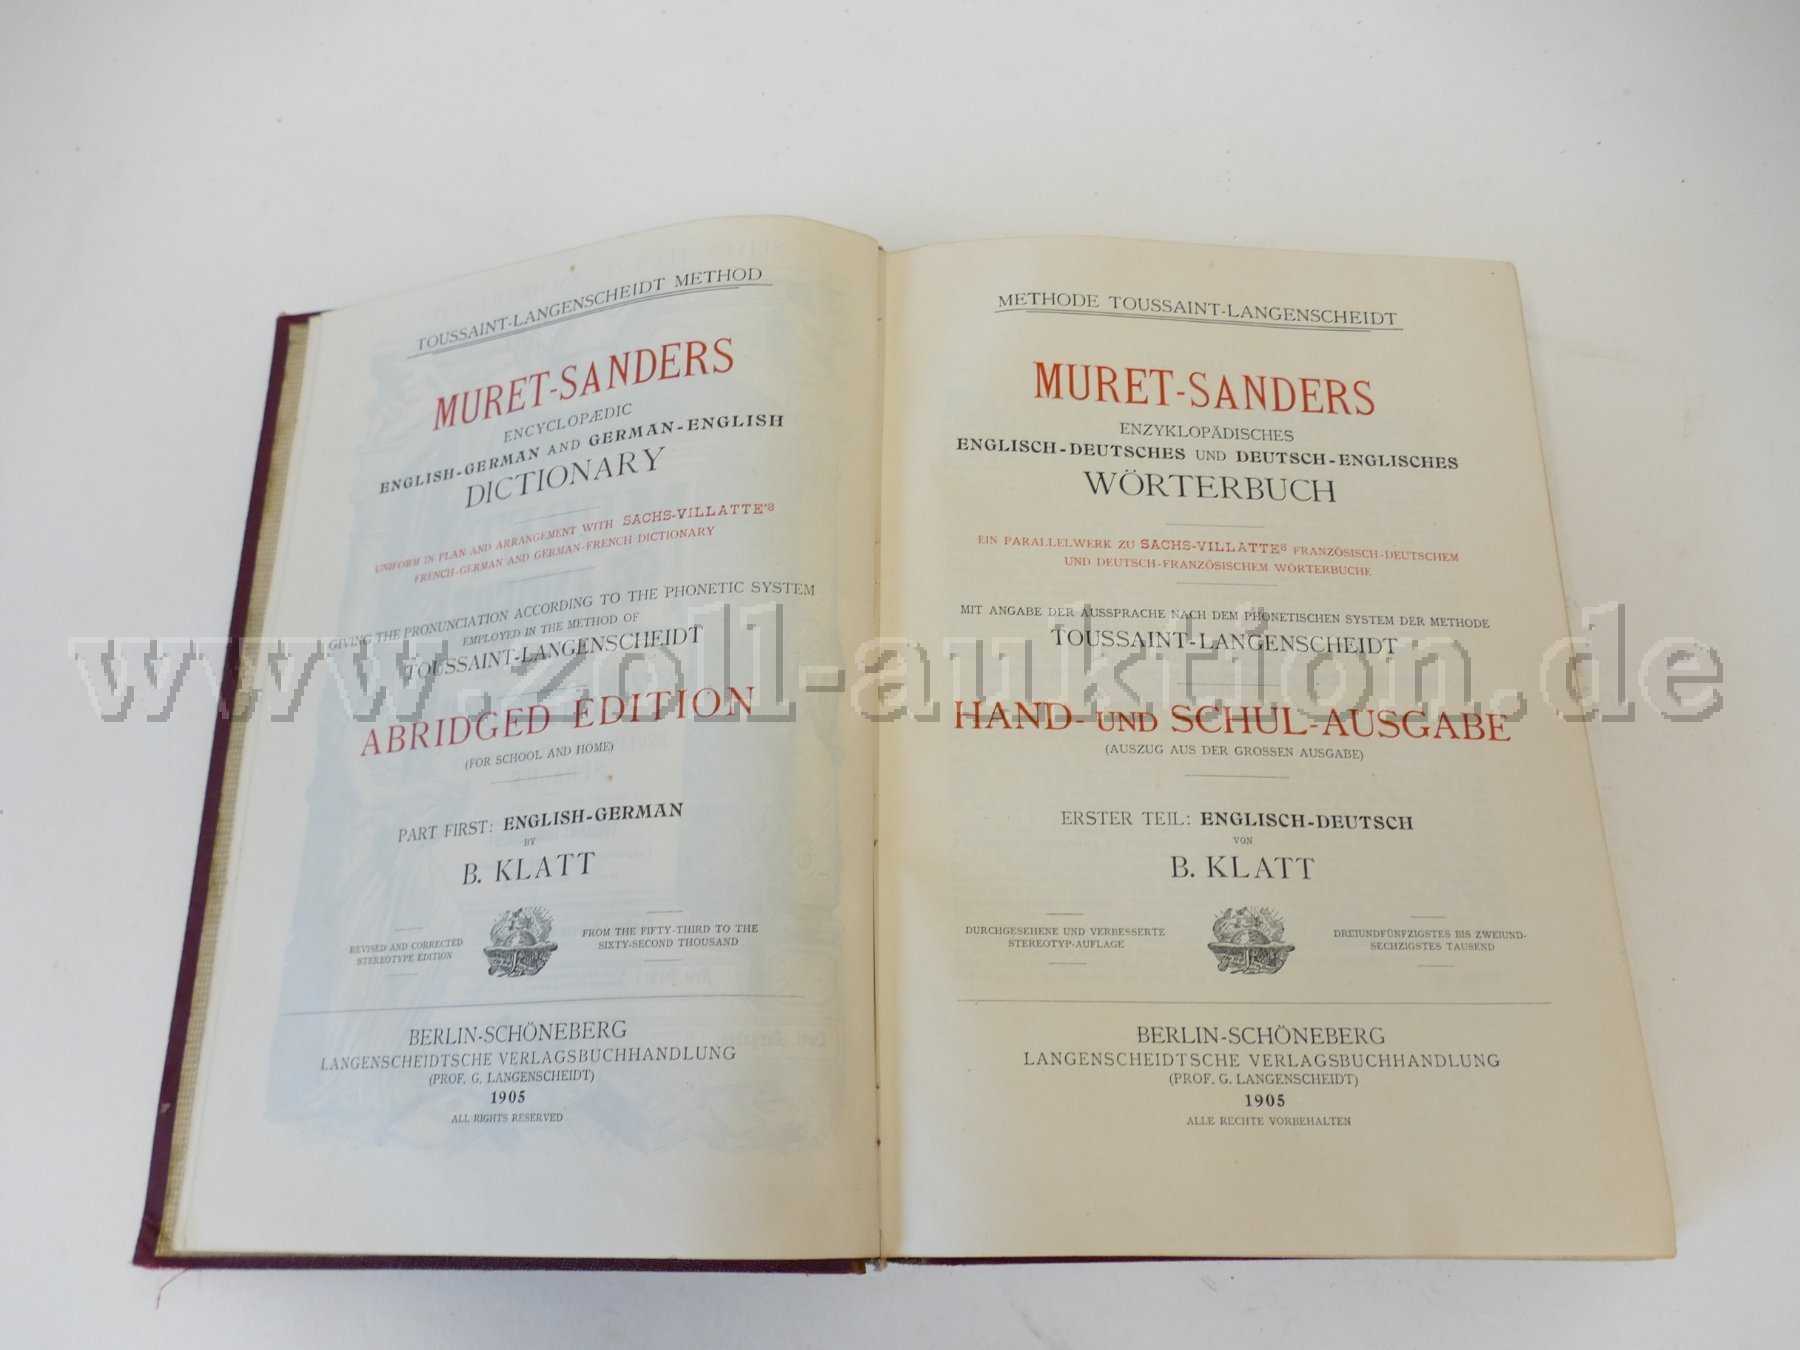 TOUSSAINT-LANGENSCHEIDT METHOD
MURET-SANDERS
ENCYCLOPÆDIC
ENGLISH-GERMAN AND GERMAN-ENGLISH
DICTIONARY
UNIFORM IN PLAN AND ARRANGEMENT WITH SACHS-VILLATTE'S
FRENCH-GERMAN AND GERMAN-FRENCH DICTIONARY
GIVING THE PRONUNCIATION ACCORDING TO THE PHONETIC SYSTEM
EMPLOYED IN THE METHOD OF
TOUSSAINT-LANGENSCHEIDT
ABRIDGED EDITION
(FOR SCHOOL AND HOME)
PART FIRST: ENGLISH-GERMAN
BY
B. KLATT
REVISED AND CORRECTED
STEREOTYPE EDITION
FROM THE FIFTY-THIRD TO THE
SIXTY-SECOND THOUSAND
BERLIN-SCHÖNEBERG
LANGENSCHEIDTSCHE VERLAGSBUCHHANDLUNG
(PROF. G. LANGENSCHEIDT)
1905
ALL RIGHTS RESERVED
METHODE TOUSSAINT-LANGENSCHEIDT
MURET-SANDERS
ENZYKLOPÄDISCHES
ENGLISCH-DEUTSCHES UND DEUTSCH-ENGLISCHES
WÖRTERBUCH
EIN PARALLELWERK ZU SACHS-VILLATTES FRANZÖSISCH-DEUTSCHEM
UND DEUTSCH-FRANZÖSISCHEM WÖRTERBUCHE
MIT ANGABE DER AUSSPRACHE NACH DEM PHONETISCHEN SYSTEM DER METHODE
TOUSSAINT-LANGENSCHEIDT
HAND- UND SCHUL-AUSGABE
(AUSZUG AUS DER GROSSEN AUSGABE)
ERSTER TEIL: ENGLISCH-DEUTSCH
VON
B. KLATT
DURCHGESEHENE UND VERBESSERTE
STEREOTYP-AUFLAGE
DREIUNDFÜNFZIGSTES BIS ZWEIUND-
SECHZIGSTES TAUSEND
BERLIN-SCHÖNEBERG
LANGENSCHEIDTSCHE VERLAGSBUCHHANDLUNG
(PROF. G. LANGENSCHEIDT)
1905
ALLE RECHTE VORBEHALTEN
www.zoll-auktion.de